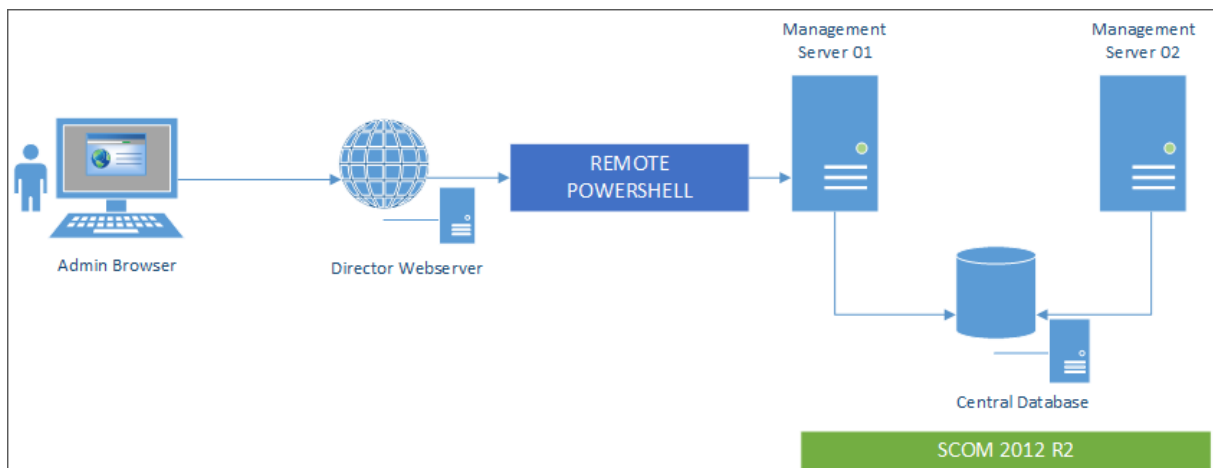 Management
Server 01
Management
Server 02
REMOTE
POWERSHELL
Admin Browser
Director Webserver
Central Database
SCOM 2012 R2